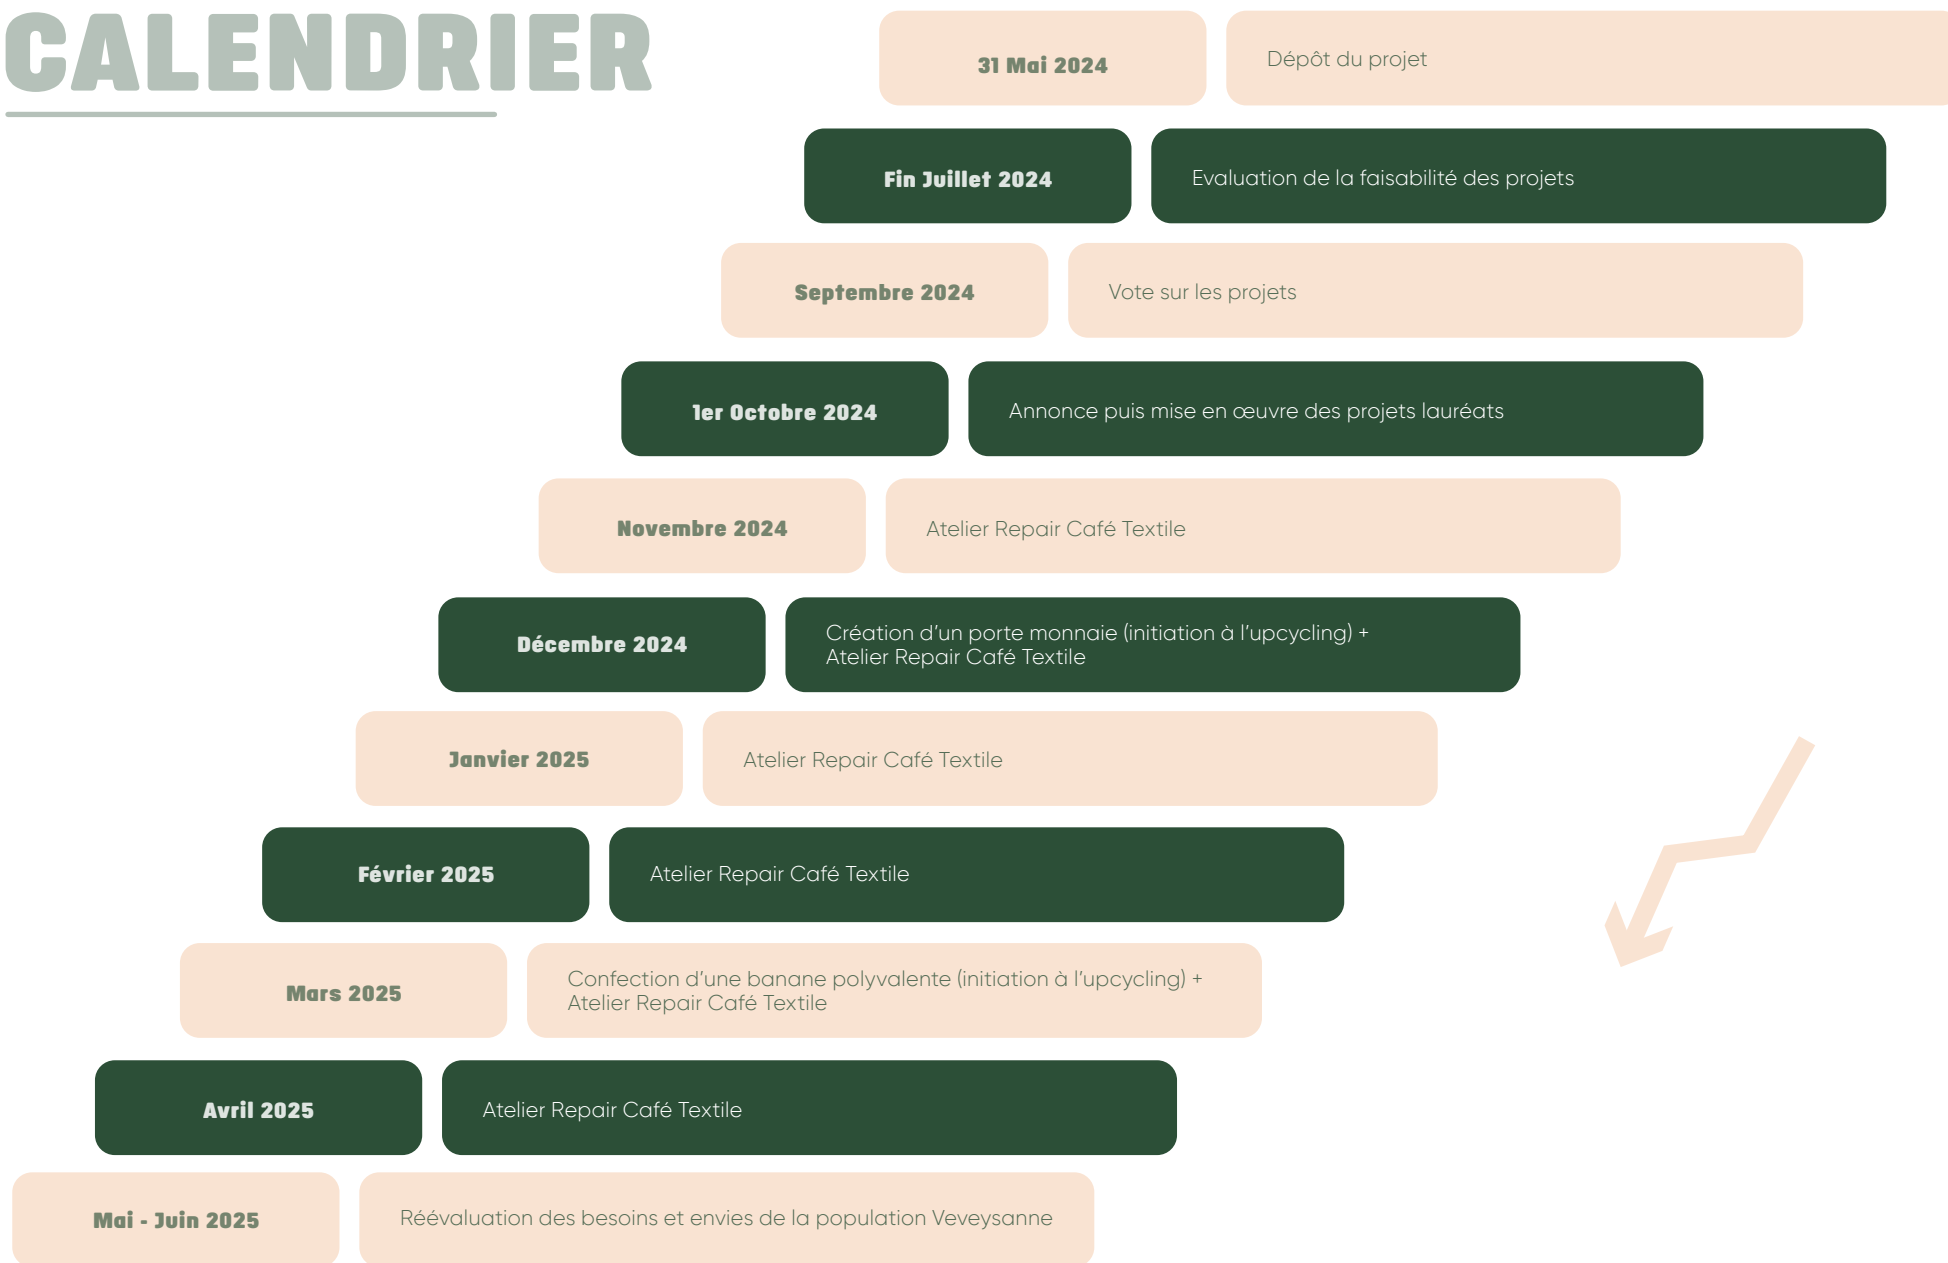 CALENDRIER
31 Mai 2024
Dépôt du projet
Fin Juillet 2024
Evaluation de la faisabilité des projets
Septembre 2024
Vote sur les projets
1er Octobre 2024
Annonce puis mise en œuvre des projets lauréats
Novembre 2024
Atelier Repair Café Textile
Décembre 2024
Création d'un porte monnaie (initiation à l'upcycling) +
Atelier Repair Café Textile
Janvier 2025
Atelier Repair Café Textile
Février 2025
Atelier Repair Café Textile
Mars 2025
Confection d'une banane polyvalente (initiation à l'upcycling) +
Atelier Repair Café Textile
Avril 2025
Atelier Repair Café Textile
Mai - Juin 2025
Réévaluation des besoins et envies de la population Veveysanne